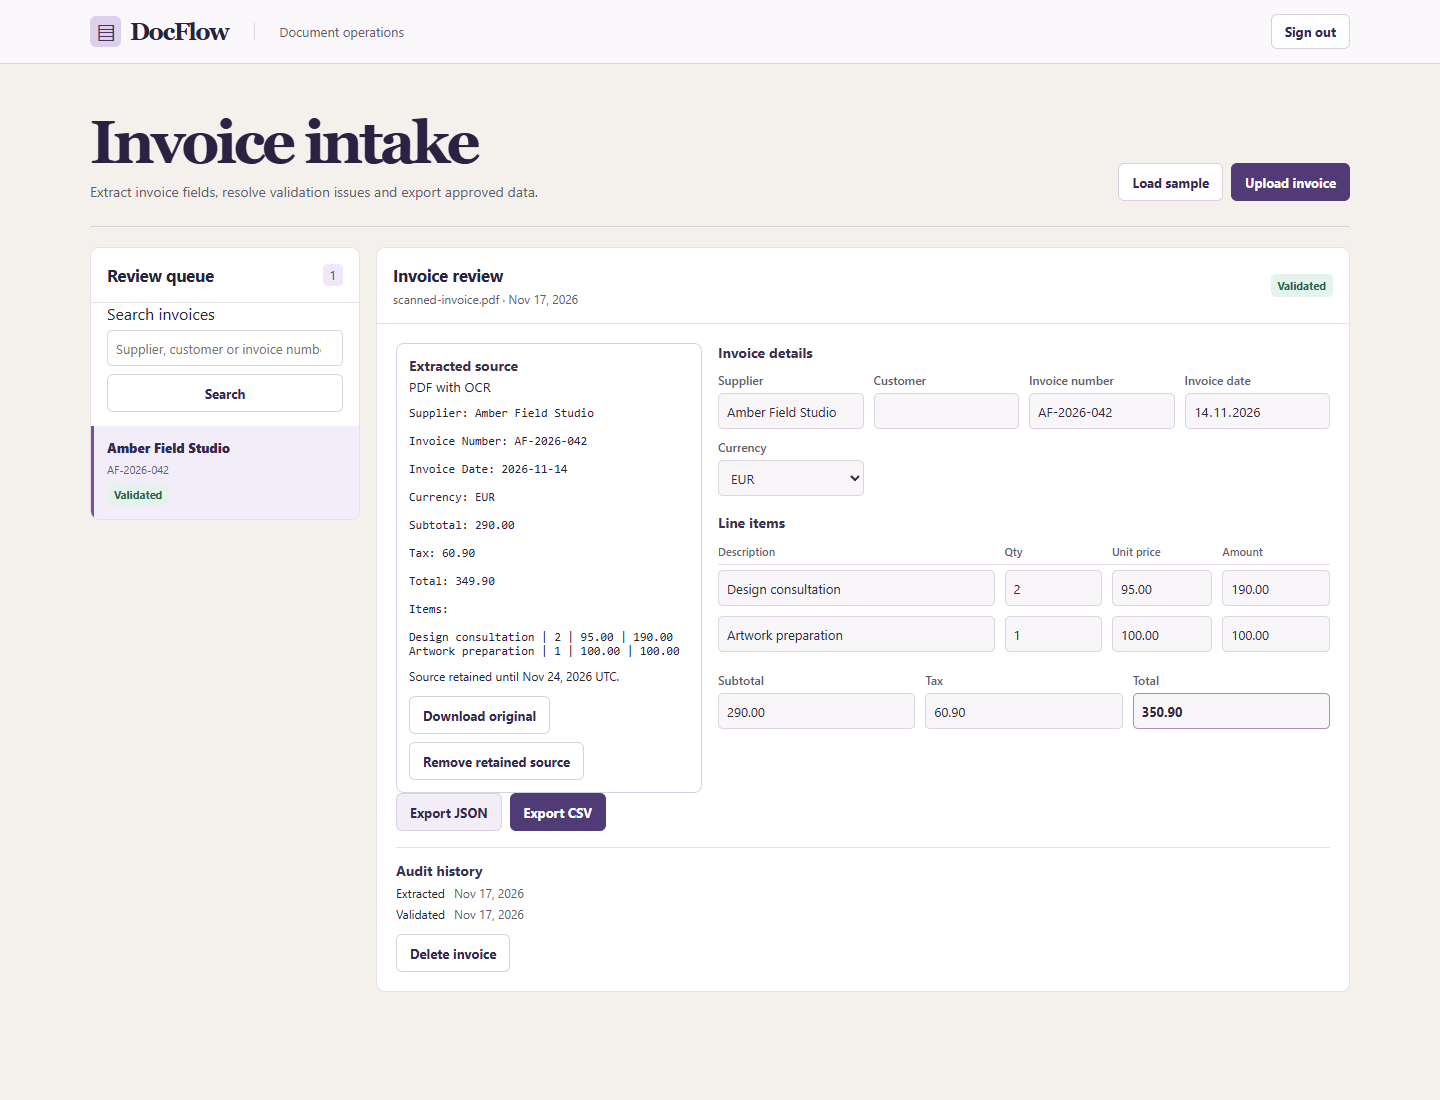 DocFlow
Document operations
Sign out
Invoice intake
Extract invoice fields, resolve validation issues and export approved data.
Load sample
Upload invoice
Review queue
1
Search invoices
Supplier, customer or invoice numb
Search
Amber Field Studio
AF-2026-042
Validated
Invoice review
scanned-invoice.pdf · Nov 17, 2026
Validated
Extracted source
PDF with OCR
Supplier: Amber Field Studio
Invoice Number: AF-2026-042
Invoice Date: 2026-11-14
Currency: EUR
Subtotal: 290.00
Tax: 60.90
Total: 349.90
Items:
Design consultation | 2 | 95.00 | 190.00
Artwork preparation | 1 | 100.00 | 100.00
Source retained until Nov 24, 2026 UTC.
Download original
Remove retained source
Invoice details
Supplier Customer Invoice number Invoice date
Amber Field Studio AF-2026-042 14.11.2026
Currency
EUR
Line items
Description Qty Unit price Amount
Design consultation 2 95.00 190.00
Artwork preparation 1 100.00 100.00
Subtotal Tax Total
290.00 60.90 350.90
Export JSON Export CSV
Audit history
Extracted Nov 17, 2026
Validated Nov 17, 2026
Delete invoice